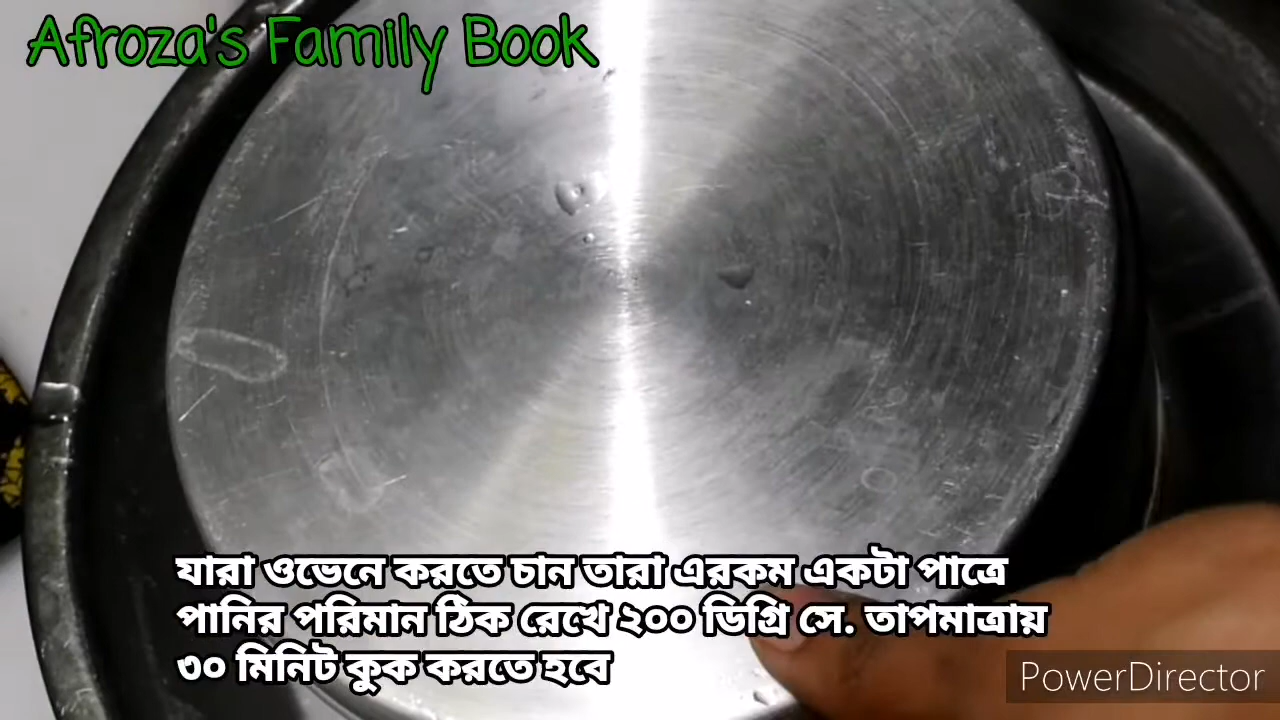 Afroza's Family Book
যারা ওভেনে করতে চান তারা এরকম একটা পাত্রে
পানির পরিমান ঠিক রেখে ২০০ ডিগ্রি সে. তাপমাত্রায়
৩০ মিনিট কুক করতে হবে
PowerDirector